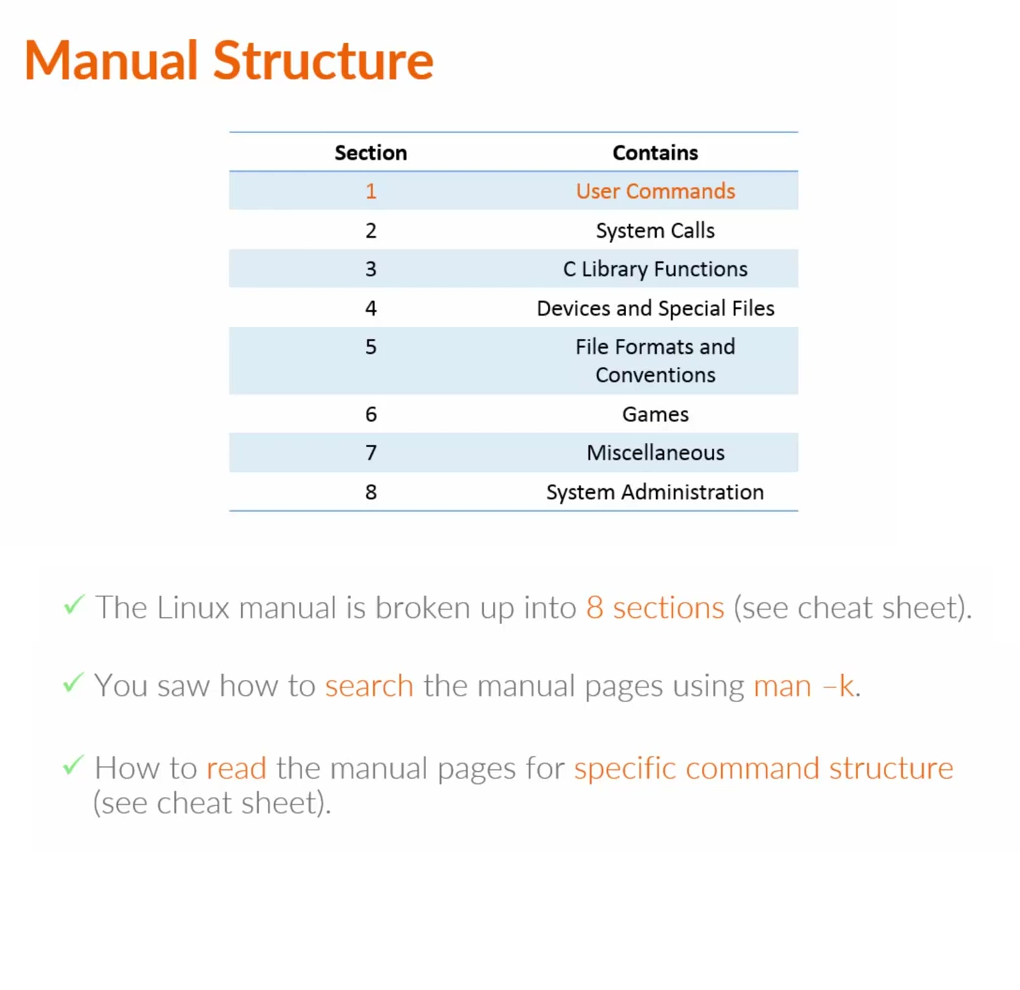 Manual Structure
Section Contains
1 User Commands
2 System Calls
3 C Library Functions
4 Devices and Special Files
5 File Formats and
Conventions
6 Games
7 Miscellaneous
8 System Administration
✓ The Linux manual is broken up into 8 sections (see cheat sheet).
✓ You saw how to search the manual pages using man –k.
✓ How to read the manual pages for specific command structure
(see cheat sheet).